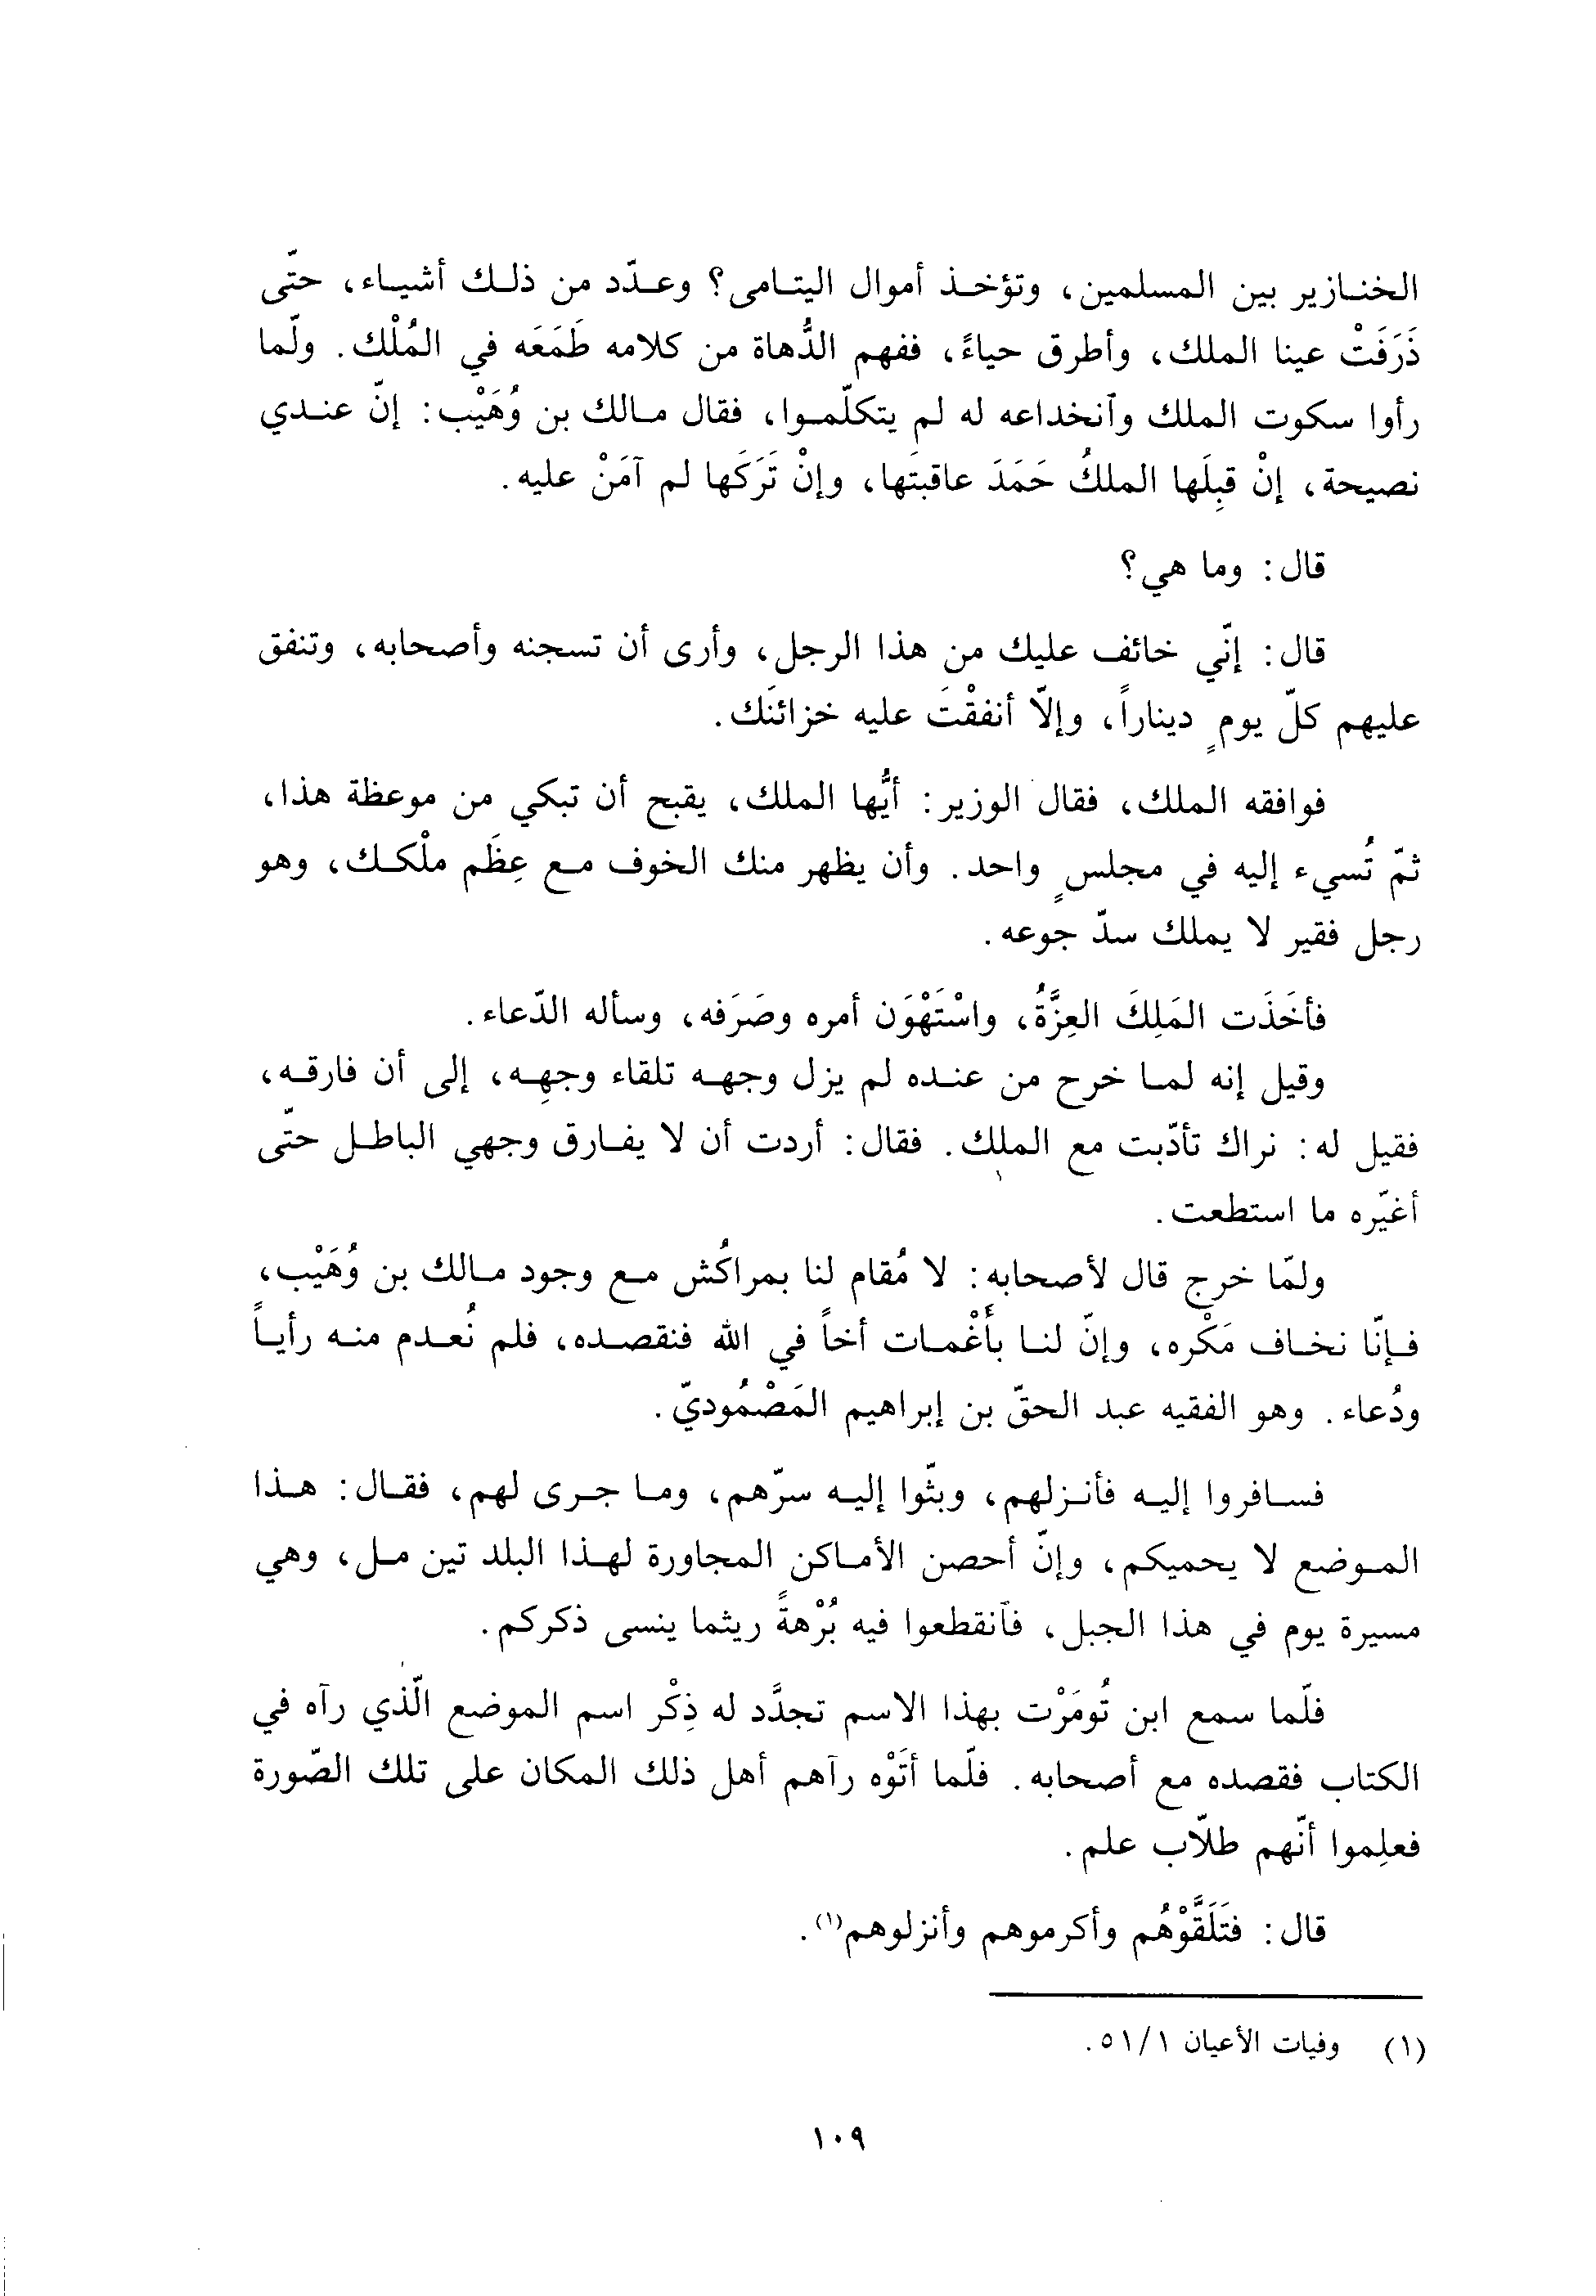 الخنازير بين المسلمين، وتؤخذ أموال اليتامى؟ وعدّد من ذلك أشياء، حتّى
ذَرَفَتْ عينا الملك، وأطرق حياءً، ففهم الدُّهاة من كلامه طَمَعَه في المُلْك. ولّما
رأوا سكوت الملك وٱنخداعه له لم يتكلّموا، فقال مالك بن وُهَيْب: إنّ عندي
نصيحة، إنْ قبِلَها الملكُ حَمَدَ عاقبتَها، وإنْ تَرَكَها لم آمَنْ عليه.
قال: وما هي؟
قال: إنّي خائف عليك من هذا الرجل، وأرى أن تسجنه وأصحابه، وتنفق
عليهم كلّ يومٍ ديناراً، وإلاّ أنفقْتَ عليه خزائنَك.
فوافقه الملك، فقال الوزير: أيُّها الملك، يقبح أن تبكي من موعظة هذا،
ثمّ تُسيء إليه في مجلسٍ واحد. وأن يظهر منك الخوف مع عِظَم ملْكك، وهو
رجل فقير لا يملك سدّ جوعه.
فأخَذَت المَلِكَ العِزَّةُ، واسْتَهْوَن أمره وصَرَفه، وسأله الدّعاء.
وقيل إنه لما خرح من عنده لم يزل وجهه تلقاء وجهِه، إلى أن فارقه،
فقيل له: نراك تأدّبت مع الملك. فقال: أردت أن لا يفارق وجهي الباطل حتّى
أغيّره ما استطعت.
ولمّا خرج قال لأصحابه: لا مُقام لنا بمراكُش مع وجود مالك بن وُهَيْب،
فإنّا نخاف مَكْره، وإنّ لنا بأَغْمات أخاً في الله فنقصده، فلم نُعدم منه رأياً
ودُعاء. وهو الفقيه عبد الحقّ بن إبراهيم المَصْمُوديّ.
فسافروا إليه فأنزلهم، وبثّوا إليه سرّهم، وما جرى لهم، فقال: هذا
الموضع لا يحميكم، وإنّ أحصن الأماكن المجاورة لهذا البلد تين مل، وهي
مسيرة يوم في هذا الجبل، فٱنقطعوا فيه بُرْهةً ريثما ينسى ذكركم.
فلّما سمع ابن تُومَرْت بهذا الاسم تجدَّد له ذِكْر اسم الموضع الّذي رآه في
الكتاب فقصده مع أصحابه. فلّما أتَوْه رآهم أهل ذلك المكان على تلك الصّورة
فعلِموا أنّهم طلّاب علم.
قال: فتَلَقَّوْهُم وأكرموهم وأنزلوهم(١).
(١) وفيات الأعيان ٥١/١.
١٠٩